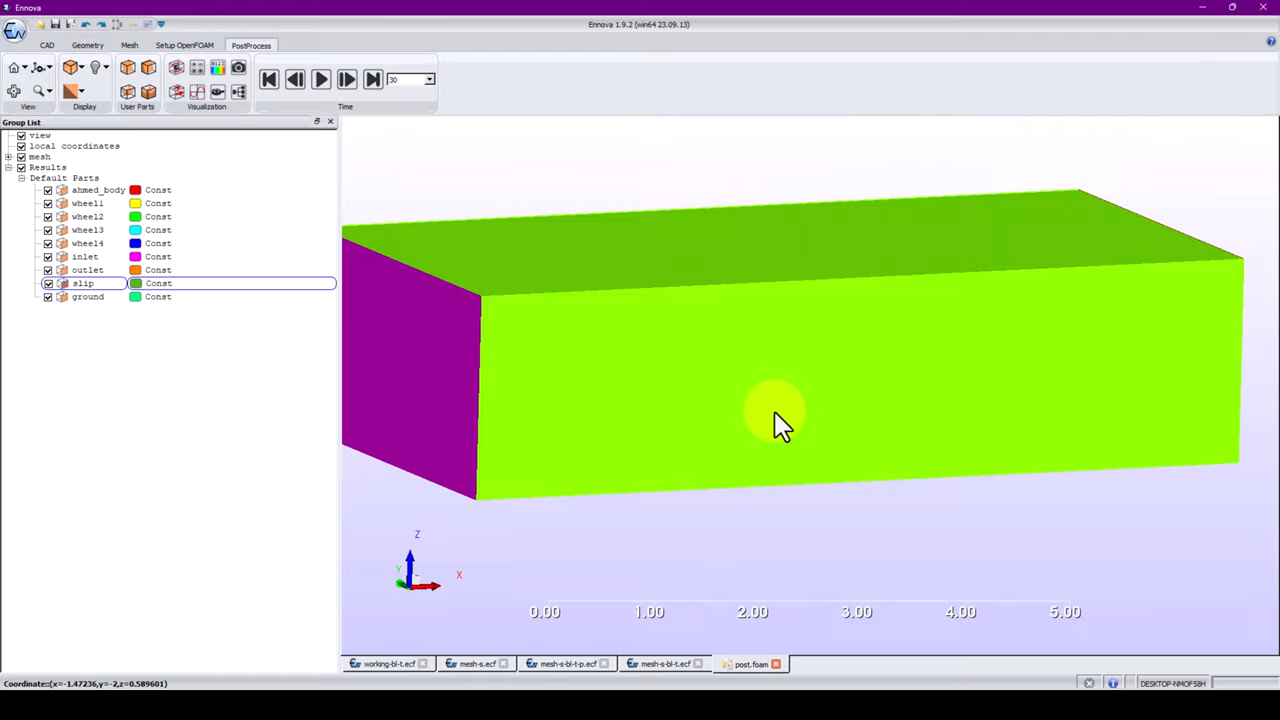 Ennova
Ennova 1.9.2 (win64 23.09.13)
CAD Geometry Mesh Setup OpenFOAM PostProcess
30
View Display User Parts Visualization Time
Group List
view
local coordinates
mesh
Results
Default Parts
ahmed_body Const
wheel1 Const
wheel2 Const
wheel3 Const
wheel4 Const
inlet Const
outlet Const
slip Const
ground Const
Z
Y
X
0.00 1.00 2.00 3.00 4.00 5.00
working-bl-t.ecf mesh-s.ecf mesh-s-bl-t-p.ecf mesh-s-bl-t.ecf post.foam
Coordinate::(x=-1.47236,y=-2,z=0.589601)
DESKTOP-NMOF58H